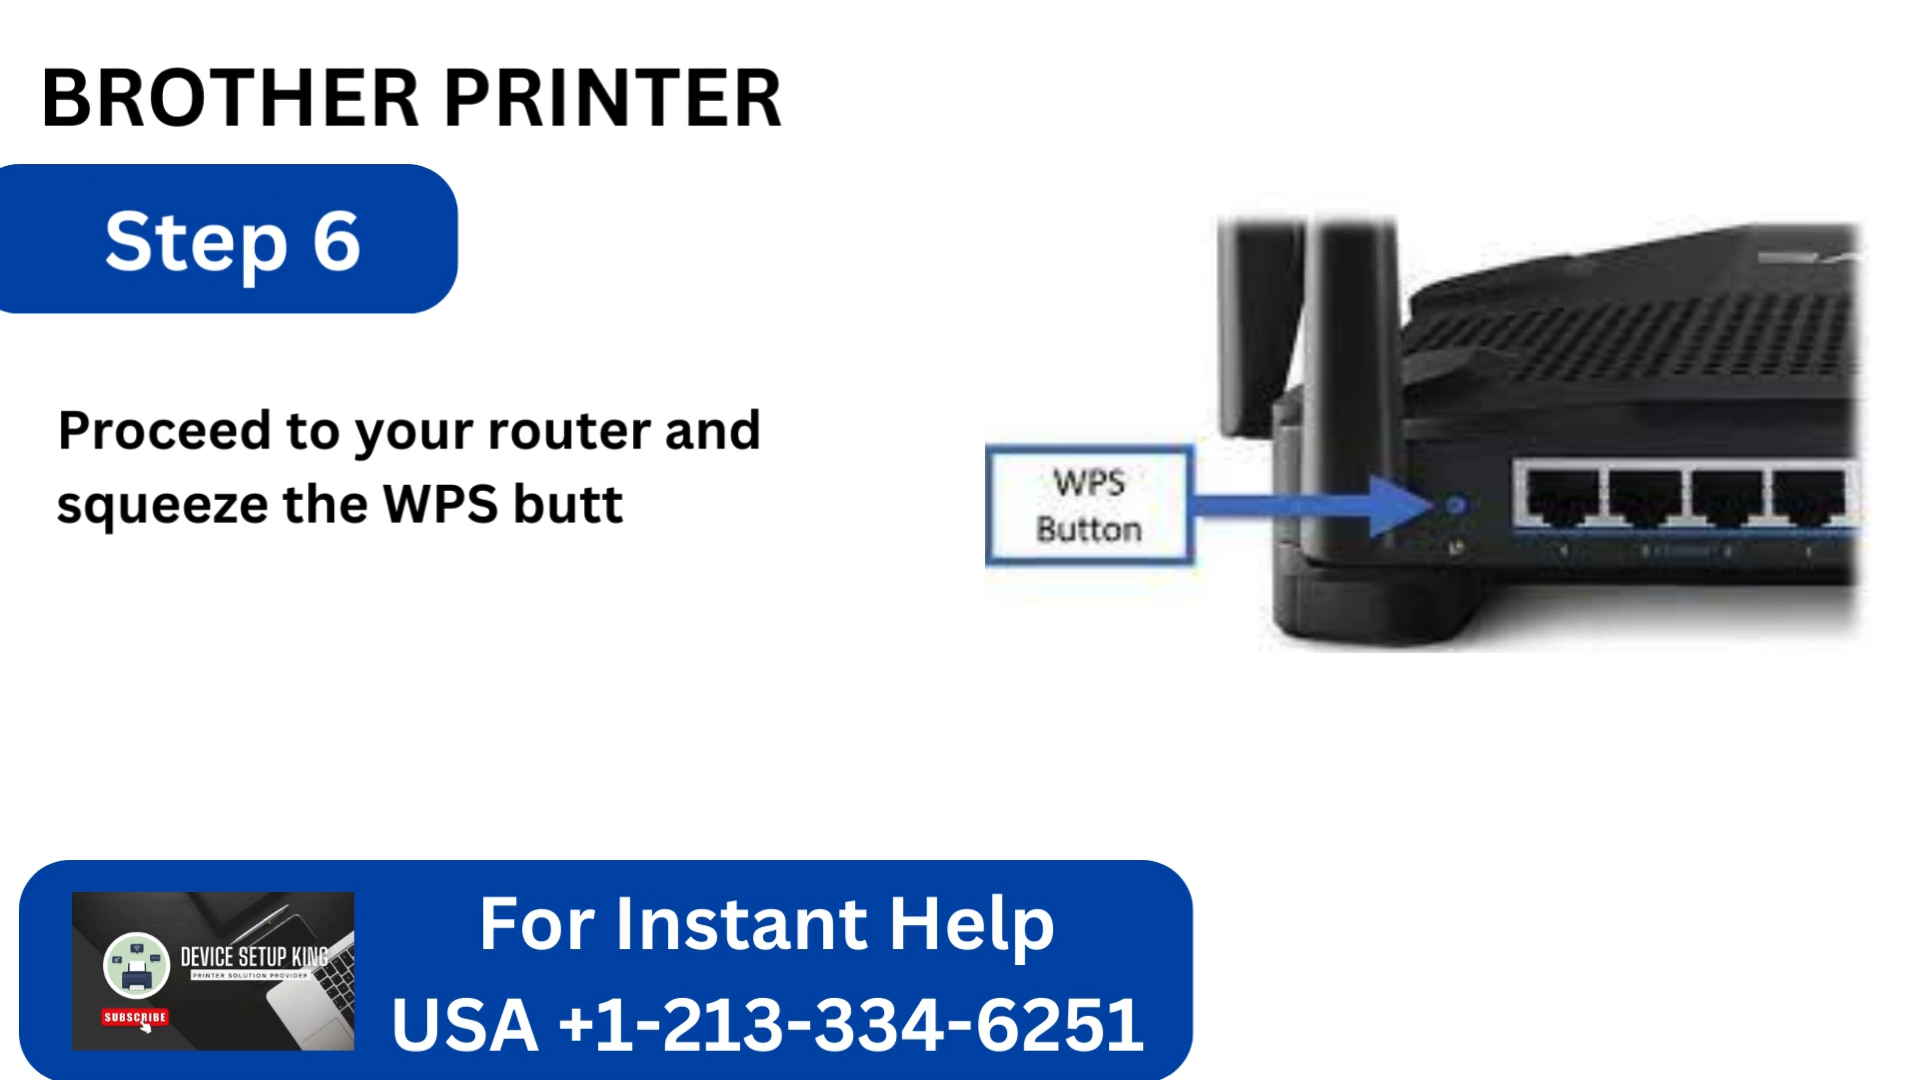 BROTHER PRINTER
Step 6
Proceed to your router and
squeeze the WPS butt
WPS
Button
For Instant Help
USA +1-213-334-6251
DEVICE SETUP KING
PRINTER SOLUTION PROVIDER
SUBSCRIBE